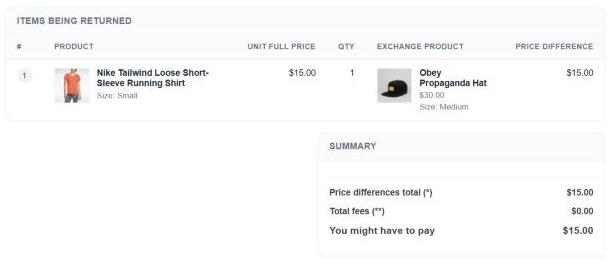 ITEMS BEING RETURNED
# PRODUCT UNIT FULL PRICE QTY EXCHANGE PRODUCT PRICE DIFFERENCE
1 Nike Tailwind Loose Short- $15.00 1 Obey $15.00
Sleeve Running Shirt Propaganda Hat
Size: Small $30.00
Size: Medium
SUMMARY
Price differences total (*) $15.00
Total fees (**) $0.00
You might have to pay $15.00